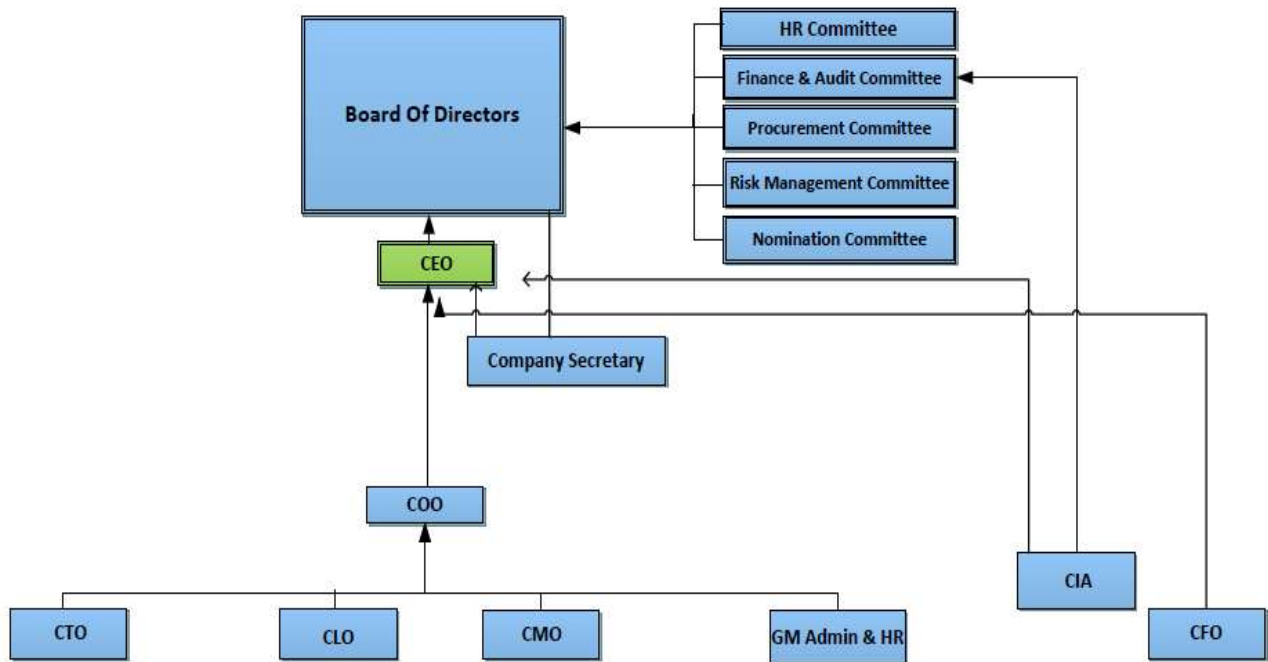 HR Committee
Finance & Audit Committee
Board Of Directors
Procurement Committee
Risk Management Committee
Nomination Committee
CEO
Company Secretary
COO
CIA
CTO
CLO
CMO
GM Admin & HR
CFO